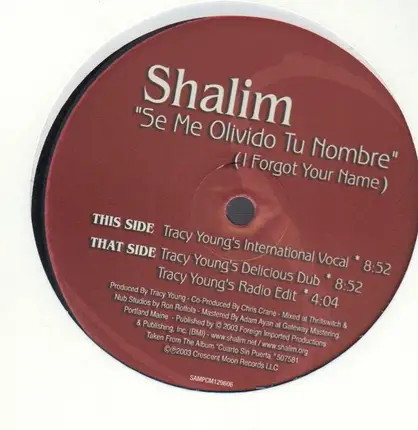 Shalim
"Se Me Olivido Tu Nombre"
(I Forgot Your Name)
THIS SIDE Tracy Young's International Vocal * 8:52
THAT SIDE Tracy Young's Delicious Dub * 8:52
Tracy Young's Radio Edit * 4:04
Produced By Tracy Young - Co-Produced By Chris Crane - Mixed at Thrillswitch &
Nub Studios by Ron Rotfolla - Mastered By Adam Ayan at Gateway Mastering,
Portland Maine - Published by © 2003 Foreign Imported Productions
& Publishing, Inc. (BMI) - www.shalim.net / www.shalim.org
Taken From The Album "Cuarto Sin Puerta" 507581
©℗2003 Crescent Moon Records LLC
SAMPCM129806